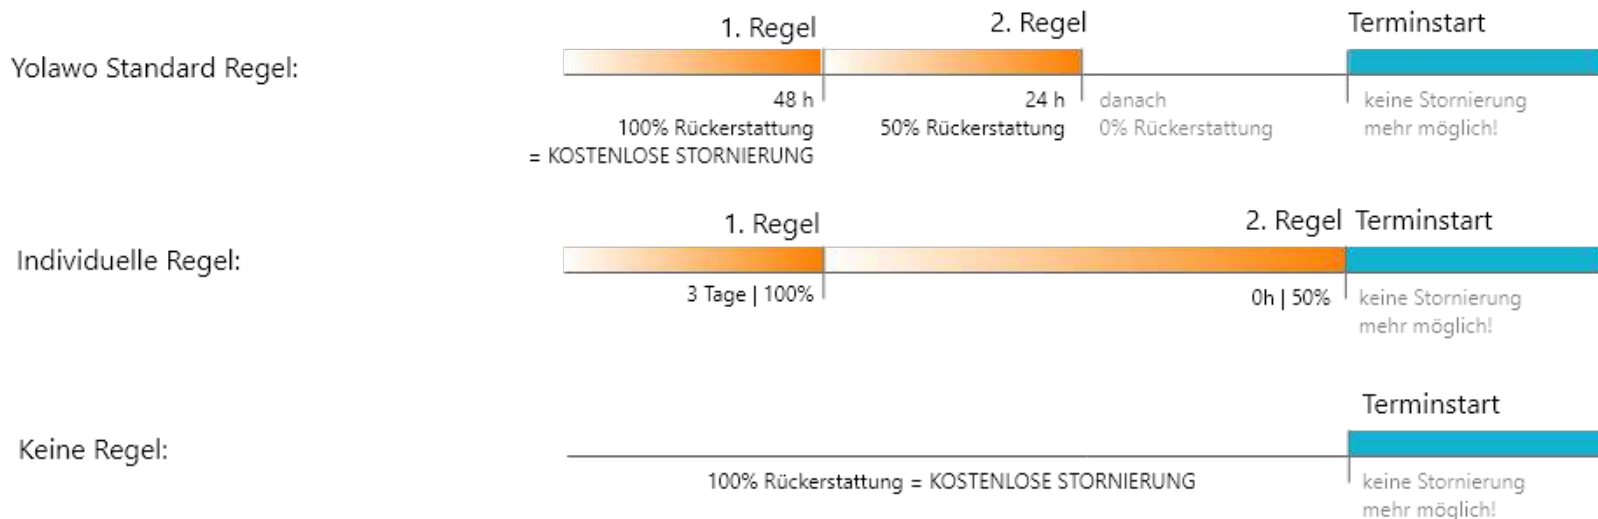 1. Regel
2. Regel
Terminstart
Yolawo Standard Regel:
48 h
24 h
danach
keine Stornierung
100% Rückerstattung
50% Rückerstattung
0% Rückerstattung
mehr möglich!
= KOSTENLOSE STORNIERUNG
1. Regel
2. Regel
Terminstart
Individuelle Regel:
3 Tage | 100%
0h | 50%
keine Stornierung
mehr möglich!
Terminstart
Keine Regel:
100% Rückerstattung = KOSTENLOSE STORNIERUNG
keine Stornierung
mehr möglich!